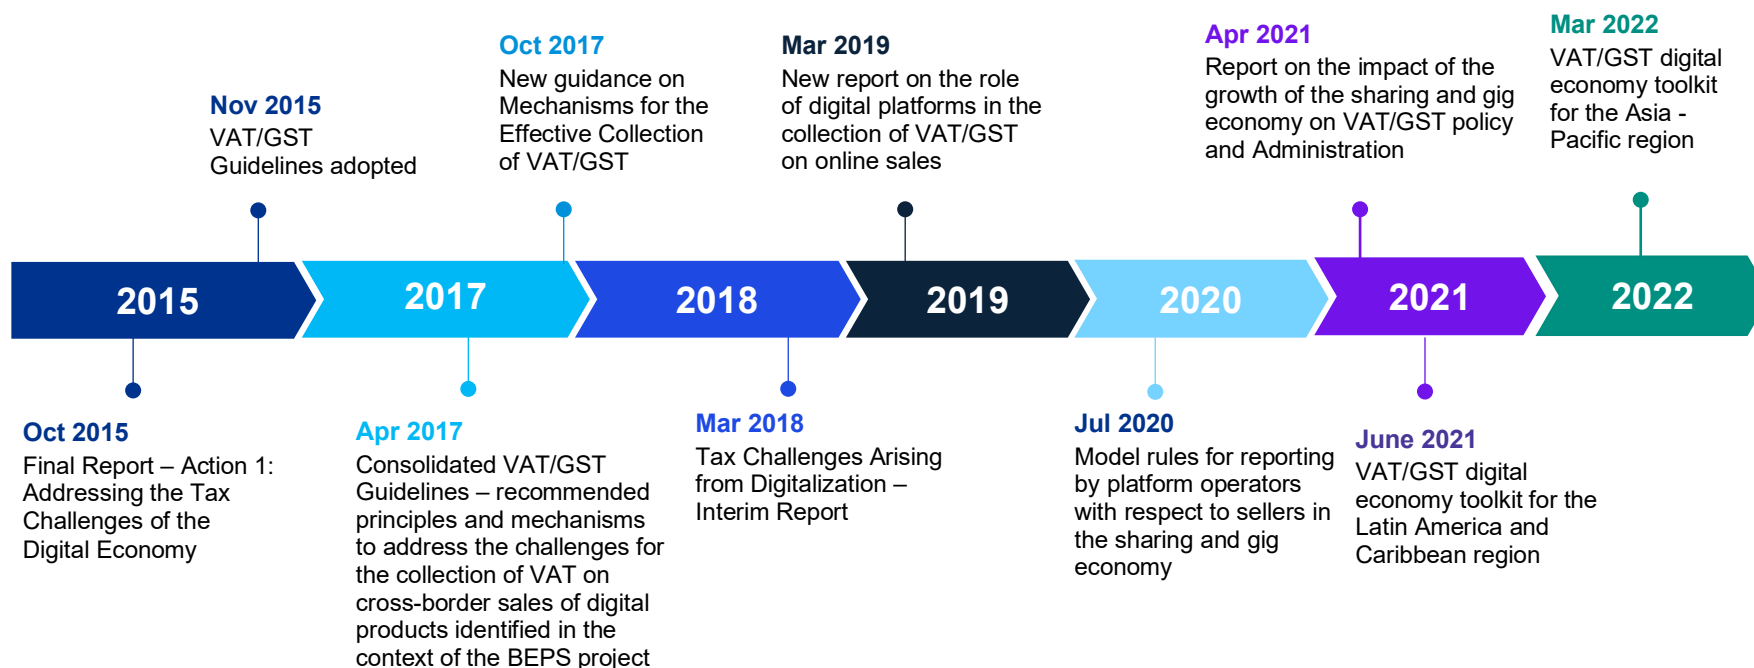 Nov 2015
VAT/GST
Guidelines adopted
Oct 2017
New guidance on
Mechanisms for the
Effective Collection
of VAT/GST
Mar 2019
New report on the role
of digital platforms in the
collection of VAT/GST
on online sales
Apr 2021
Report on the impact of the
growth of the sharing and gig
economy on VAT/GST policy
and Administration
Mar 2022
VAT/GST digital
economy toolkit
for the Asia -
Pacific region
2015
2017
2018
2019
2020
2021
2022
Oct 2015
Final Report – Action 1:
Addressing the Tax
Challenges of the
Digital Economy
Apr 2017
Consolidated VAT/GST
Guidelines – recommended
principles and mechanisms
to address the challenges for
the collection of VAT on
cross-border sales of digital
products identified in the
context of the BEPS project
Mar 2018
Tax Challenges Arising
from Digitalization –
Interim Report
Jul 2020
Model rules for reporting
by platform operators
with respect to sellers in
the sharing and gig
economy
June 2021
VAT/GST digital
economy toolkit for the
Latin America and
Caribbean region